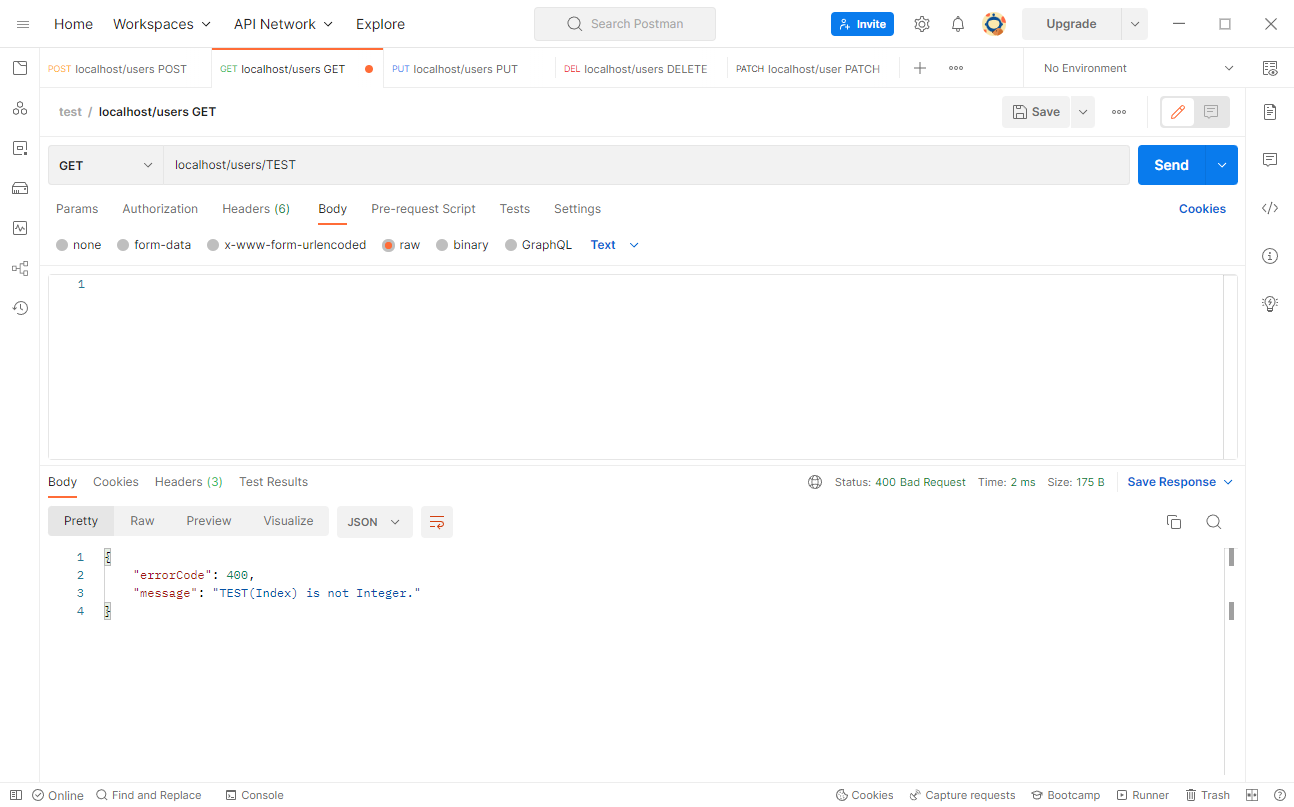 Home Workspaces API Network Explore Search Postman Invite Upgrade
POST localhost/users POST GET localhost/users GET PUT localhost/users PUT DEL localhost/users DELETE PATCH localhost/user PATCH No Environment
test / localhost/users GET Save
GET localhost/users/TEST Send
Params Authorization Headers (6) Body Pre-request Script Tests Settings Cookies
none form-data x-www-form-urlencoded raw binary GraphQL Text
1
Body Cookies Headers (3) Test Results Status: 400 Bad Request Time: 2 ms Size: 175 B Save Response
Pretty Raw Preview Visualize JSON
1 {
2 "errorCode": 400,
3 "message": "TEST(Index) is not Integer."
4 }
Online Find and Replace Console Cookies Capture requests Bootcamp Runner Trash